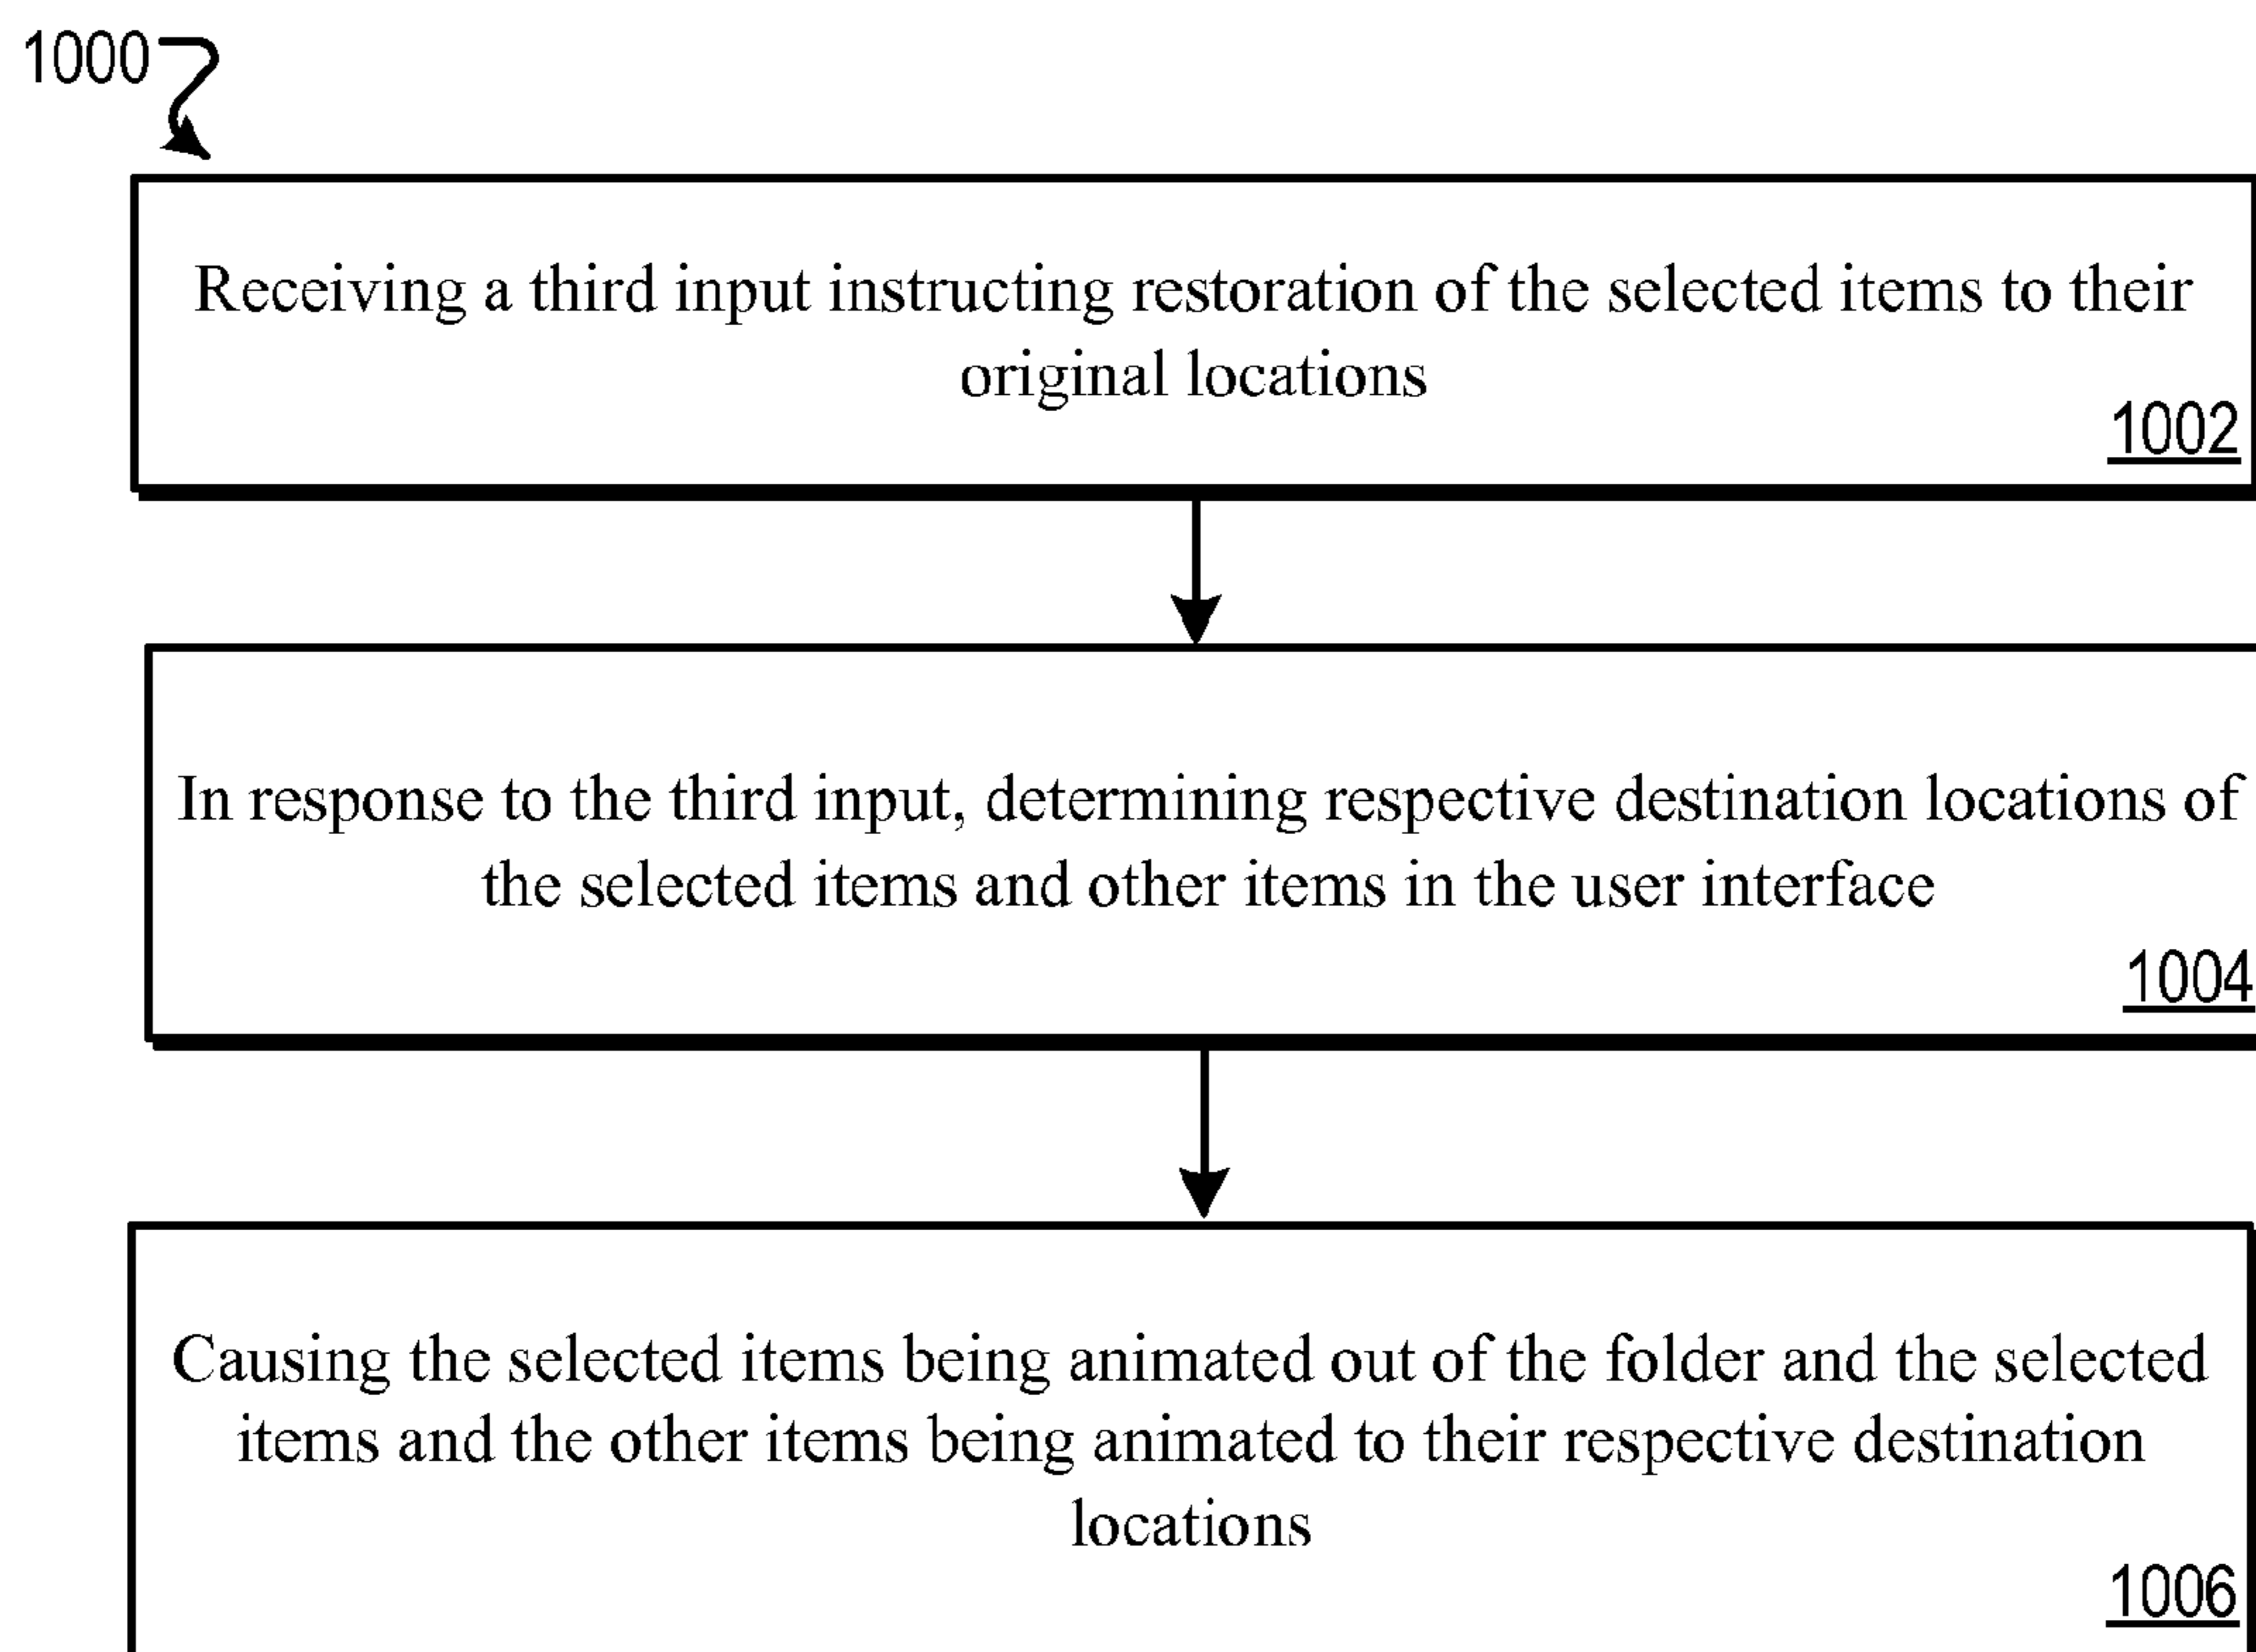 1000
Receiving a third input instructing restoration of the selected items to their
original locations
1002
In response to the third input, determining respective destination locations of
the selected items and other items in the user interface
1004
Causing the selected items being animated out of the folder and the selected
items and the other items being animated to their respective destination
locations
1006